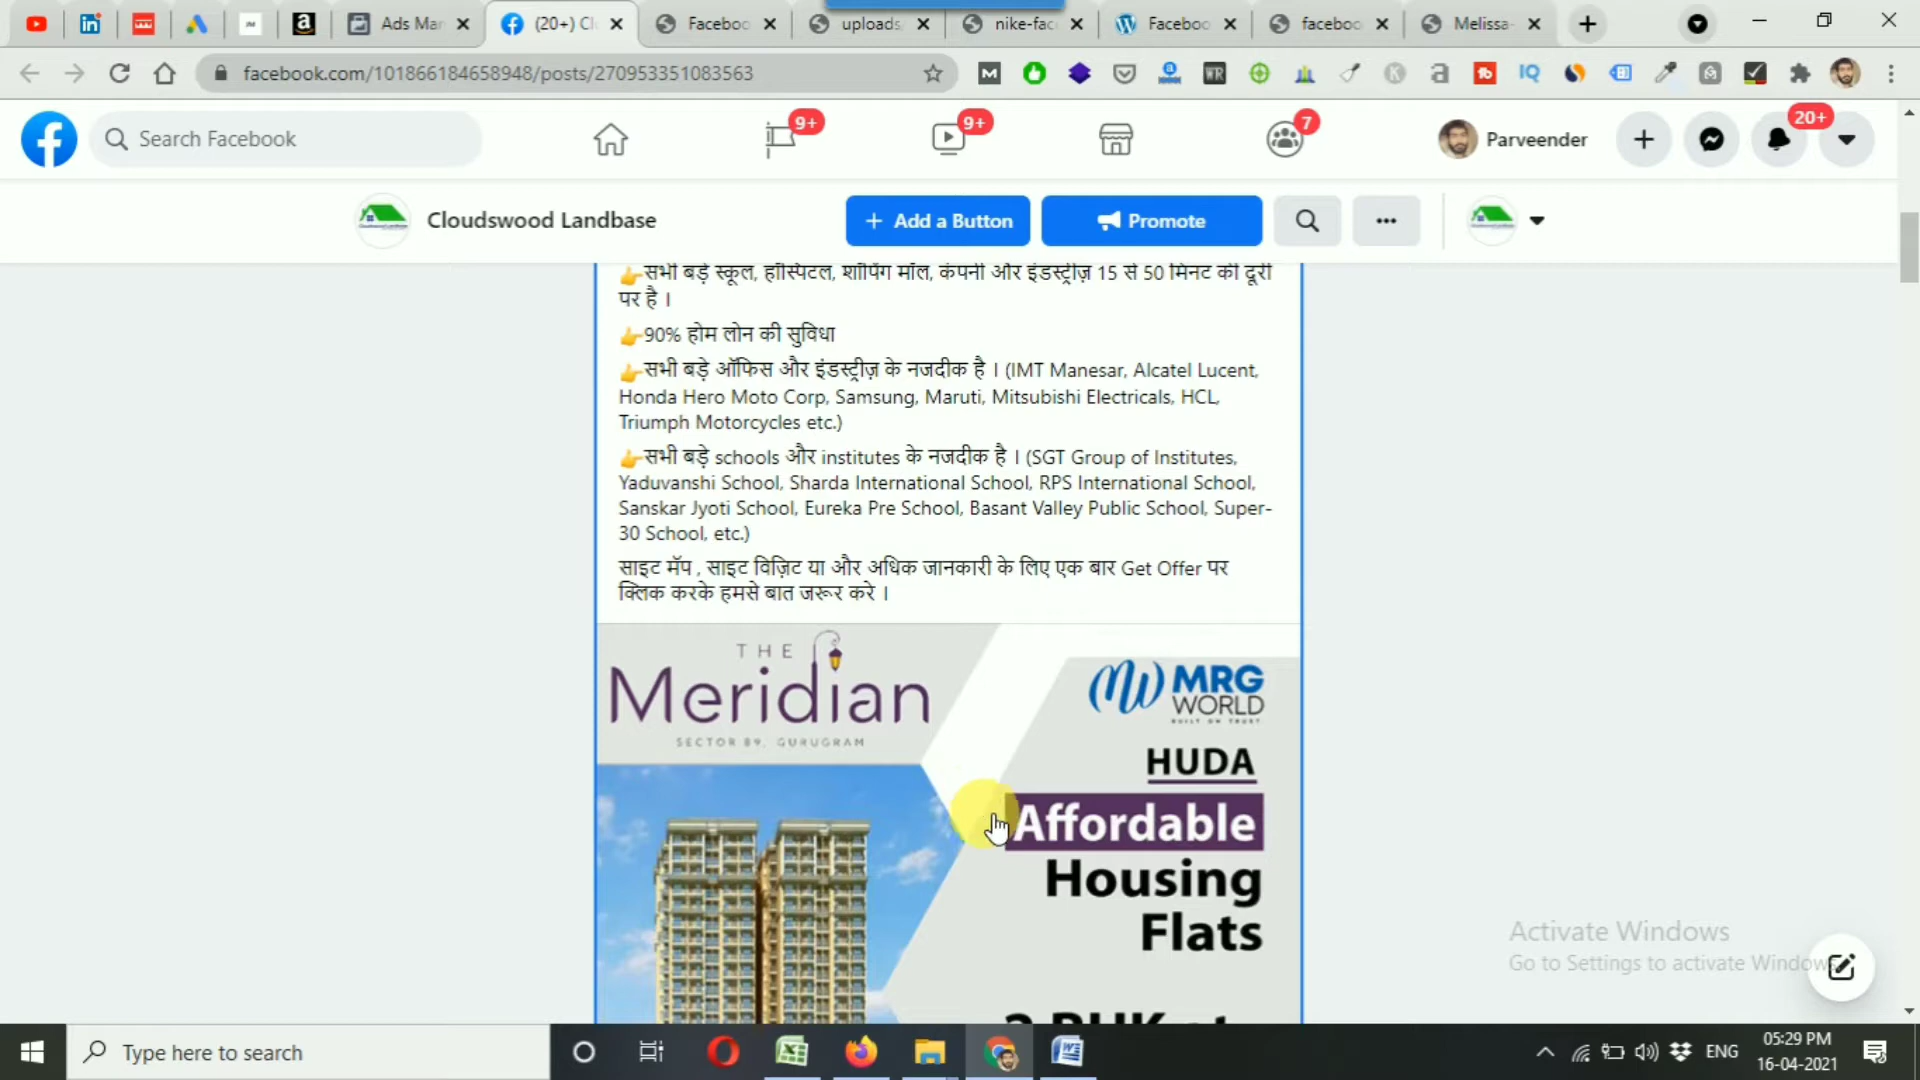 Ads Mar
(20+) Cl
Faceboo
uploads
nike-fac
Faceboo
faceboo
Melissa-
facebook.com/101866184658948/posts/270953351083563
Search Facebook
9+
9+
7
Parveender
20+
Cloudswood Landbase
+ Add a Button
Promote
👉सभी बड़े स्कूल, हॉस्पिटल, शॉपिंग मॉल, कंपनी और इंडस्ट्रीज़ 15 से 50 मिनट की दूरी
पर है ।
👉90% होम लोन की सुविधा
👉सभी बड़े ऑफिस और इंडस्ट्रीज़ के नजदीक है । (IMT Manesar, Alcatel Lucent,
Honda Hero Moto Corp, Samsung, Maruti, Mitsubishi Electricals, HCL,
Triumph Motorcycles etc.)
👉सभी बड़े schools और institutes के नजदीक है । (SGT Group of Institutes,
Yaduvanshi School, Sharda International School, RPS International School,
Sanskar Jyoti School, Eureka Pre School, Basant Valley Public School, Super-
30 School, etc.)
साइट मॅप , साइट विज़िट या और अधिक जानकारी के लिए एक बार Get Offer पर
क्लिक करके हमसे बात जरूर करे ।
THE
Meridian
SECTOR 89, GURUGRAM
MRG
WORLD
BUILT ON TRUST
HUDA
Affordable
Housing
Flats
Activate Windows
Go to Settings to activate Windows
Type here to search
ENG
05:29 PM
16-04-2021